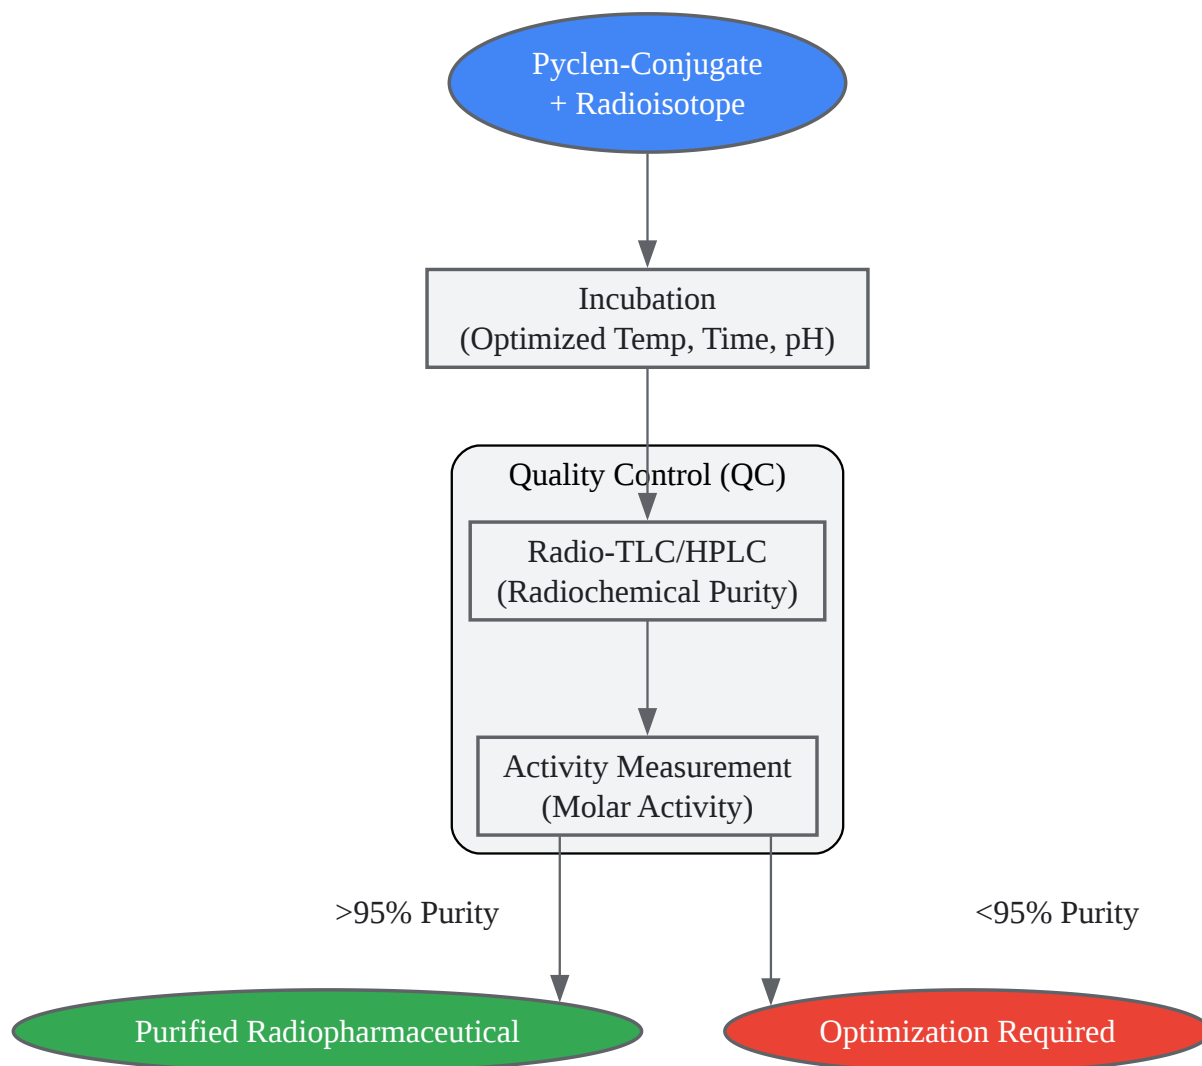 Pyclen-Conjugate
+ Radioisotope
Incubation
(Optimized Temp, Time, pH)
Quality Control (QC)
Radio-TLC/HPLC
(Radiochemical Purity)
Activity Measurement
(Molar Activity)
>95% Purity
<95% Purity
Purified Radiopharmaceutical
Optimization Required